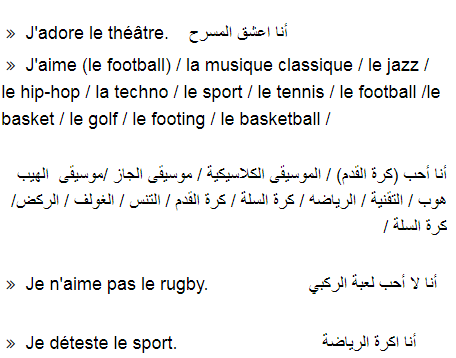 » J'adore le théâtre. أنا اعشق المسرح
» J'aime (le football) / la musique classique / le jazz /
le hip-hop / la techno / le sport / le tennis / le football /le
basket / le golf / le footing / le basketball /
أنا أحب (كرة القدم) / الموسيقى الكلاسيكية / موسيقى الجاز /موسيقى الهيب
هوب / التقنية / الرياضه / كرة السلة / كرة القدم / التنس / الغولف / الركض/
كرة السلة /
» Je n'aime pas le rugby. أنا لا أحب لعبة الركبي
» Je déteste le sport. أنا اكرة الرياضة